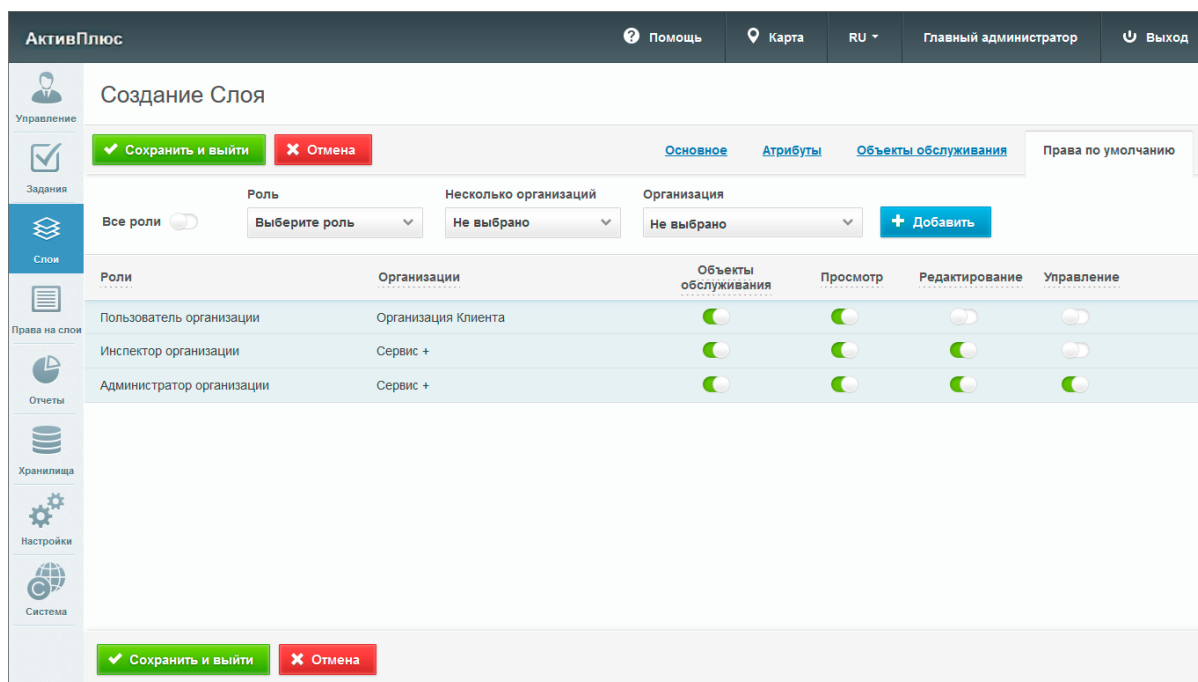 АктивПлюс
Помощь
Карта
RU
Главный администратор
Выход
Управление
Задания
Слои
Права на слои
Отчеты
Хранилища
Настройки
Система
Создание Слоя
Сохранить и выйти
Отмена
Основное
Атрибуты
Объекты обслуживания
Права по умолчанию
Все роли
Роль
Выберите роль
Несколько организаций
Не выбрано
Организация
Не выбрано
Добавить
Роли
Организации
Объекты
обслуживания
Просмотр
Редактирование
Управление
Пользователь организации
Организация Клиента
Инспектор организации
Сервис +
Администратор организации
Сервис +
Сохранить и выйти
Отмена